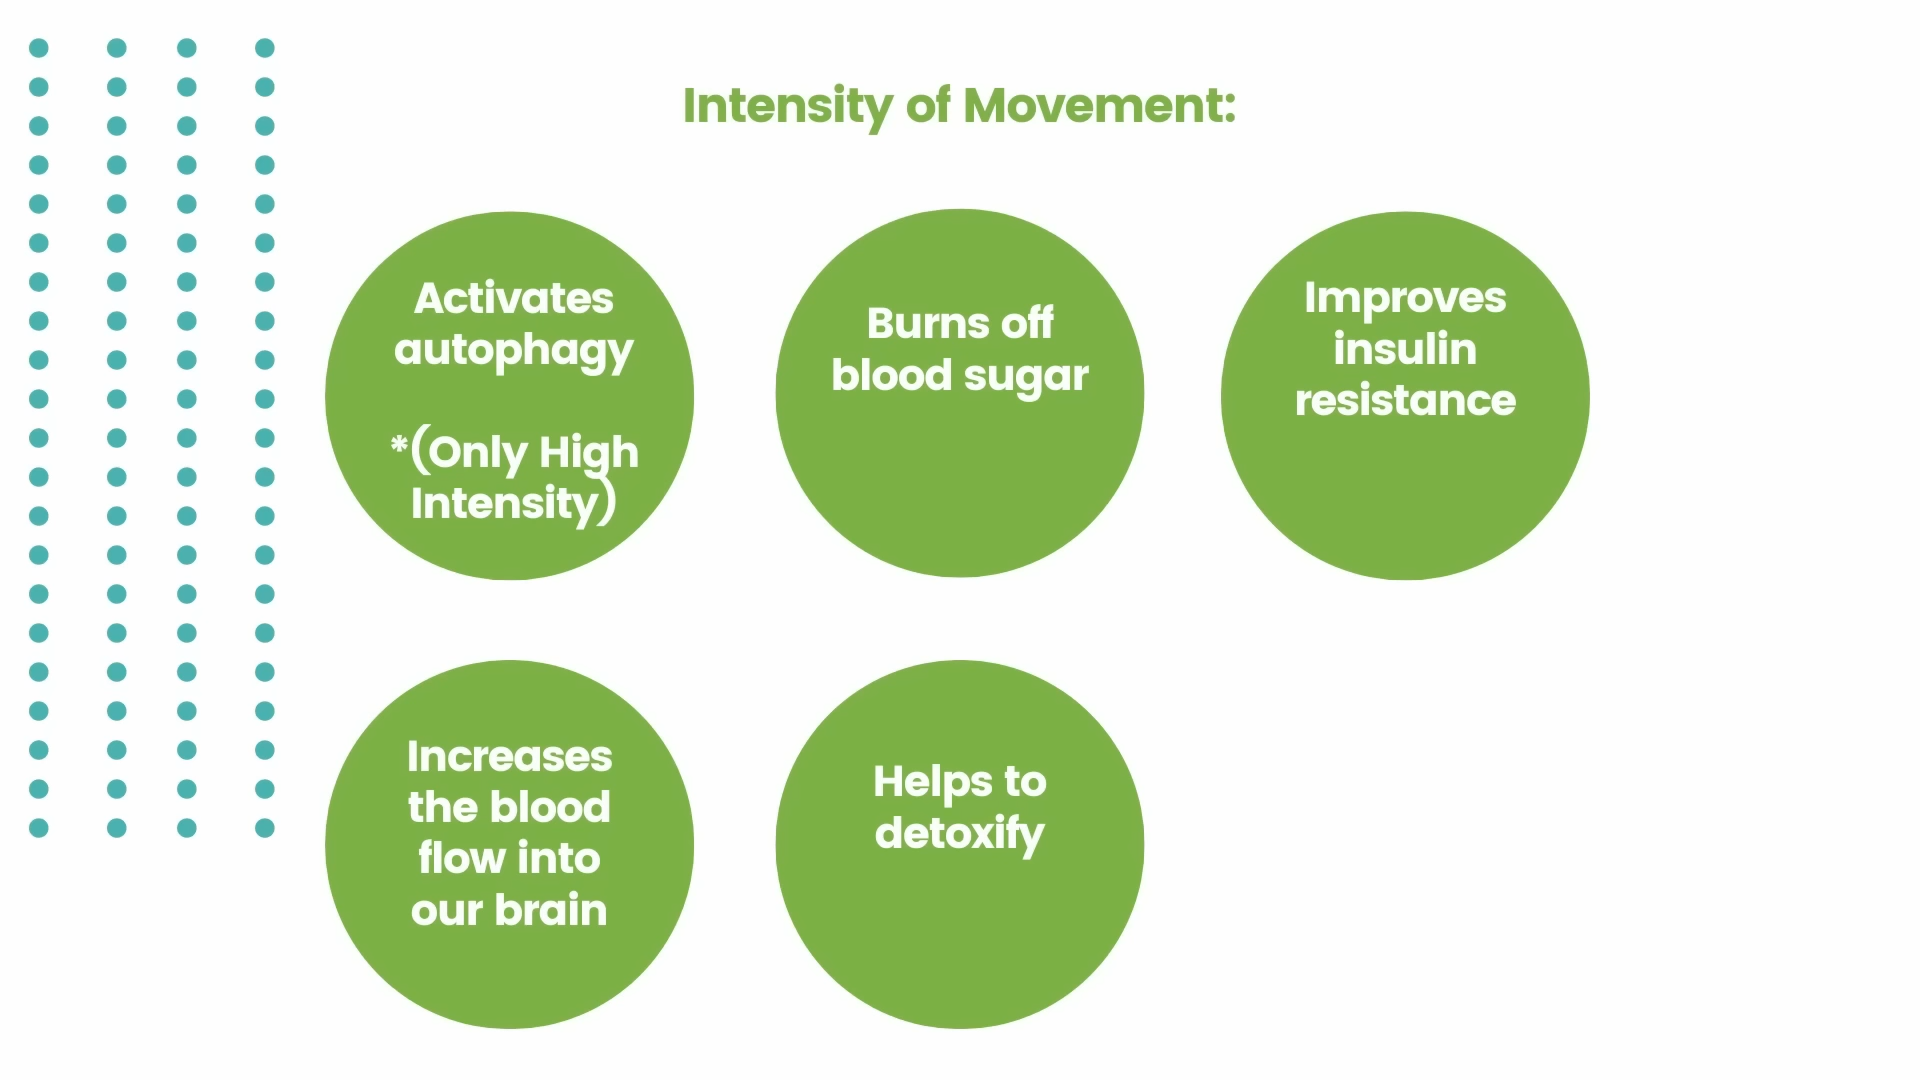 Intensity of Movement:
Activates
autophagy
*(Only High
Intensity)
Burns off
blood sugar
Improves
insulin
resistance
Increases
the blood
flow into
our brain
Helps to
detoxify